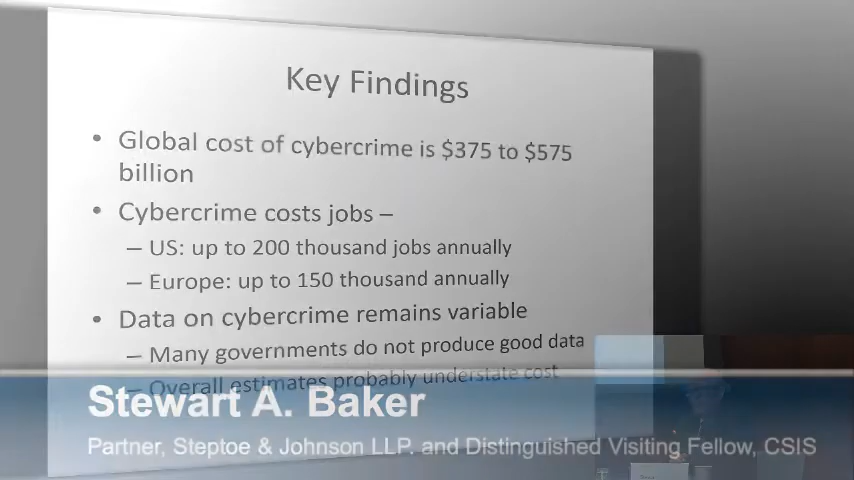 Key Findings
• Global cost of cybercrime is $375 to $575
billion
• Cybercrime costs jobs –
– US: up to 200 thousand jobs annually
– Europe: up to 150 thousand annually
• Data on cybercrime remains variable
– Many governments do not produce good data
– Overall estimates probably understate cost
Stewart A. Baker
Partner, Steptoe & Johnson LLP. and Distinguished Visiting Fellow, CSIS